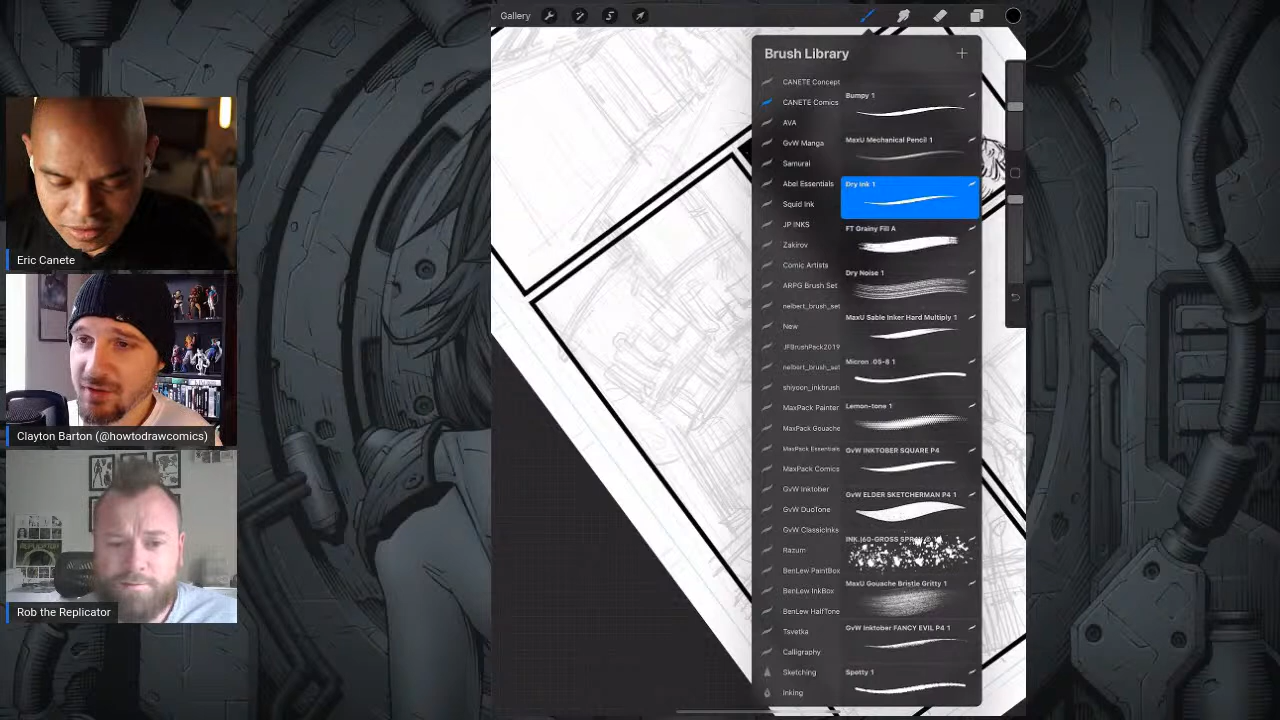 Gallery
Brush Library
CANETE Concept
CANETE Comics
AVA
GvW Manga
Samurai
Abel Essentials
Squid Ink
JP INKS
Zakirov
Comic Artists
ARPG Brush Set
nelbert_brush_set
New
JFBrushPack2019
nelbert_brush_set
shiyoon_inkbrush
MaxPack Painter
MaxPack Gouache
MaxPack Essentials
MaxPack Comics
GvW Inktober
GvW DuoTone
GvW ClassicInks
Razum
BenLew PaintBox
BenLew InkBox
BenLew HalfTone
Tsvetka
Calligraphy
Sketching
Inking
Bumpy 1
MaxU Mechanical Pencil 1
Dry Ink 1
FT Grainy Fill A
Dry Noise 1
MaxU Sable Inker Hard Multiply 1
Micron .05-8 1
Lemon-tone 1
GvW INKTOBER SQUARE P4
GvW ELDER SKETCHERMAN P4 1
MaxU Gouache Bristle Gritty 1
GvW Inktober FANCY EVIL P4 1
Spotty 1
Eric Canete
Clayton Barton (@howtodrawcomics)
Rob the Replicator